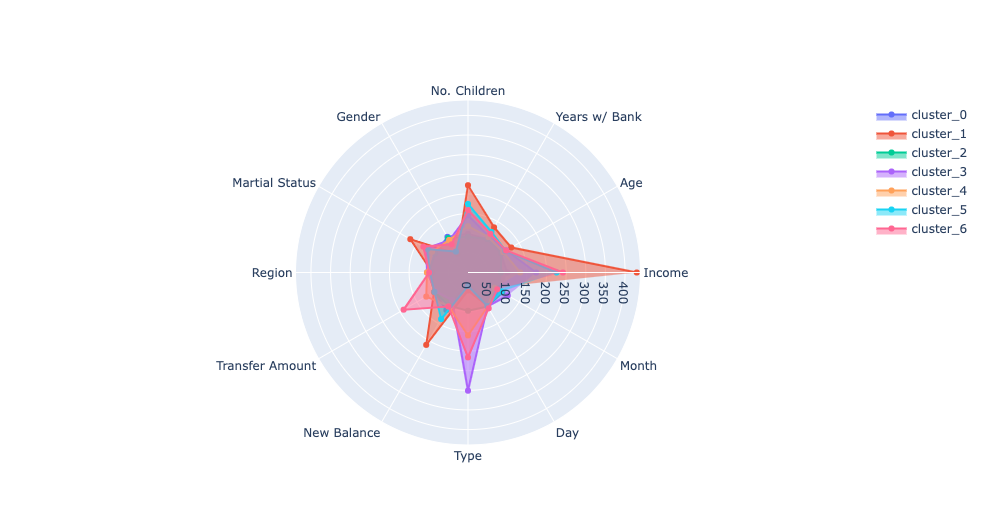 No. Children
Gender
Years w/ Bank
Martial Status
Age
Region
Income
0
50
100
150
200
250
300
350
400
Transfer Amount
Month
New Balance
Day
Type
cluster_0
cluster_1
cluster_2
cluster_3
cluster_4
cluster_5
cluster_6